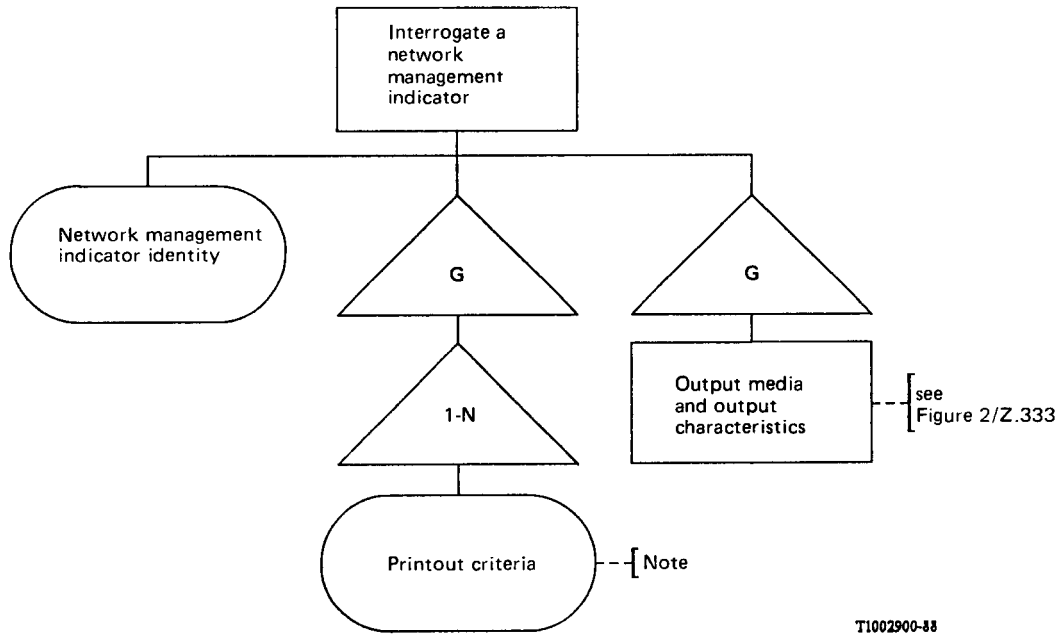 Interrogate a
network
management
indicator
Network management
indicator identity
G
G
1-N
Output media
and output
characteristics
see
Figure 2/Z.333
Printout criteria
Note
T1002900-88